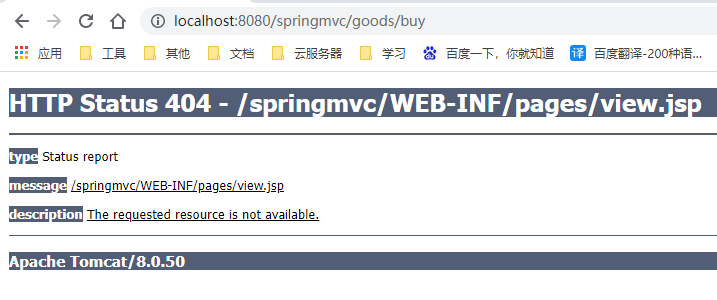 localhost:8080/springmvc/goods/buy
应用 工具 其他 文档 云服务器 学习 百度一下，你就知道 译 百度翻译-200种语...
HTTP Status 404 - /springmvc/WEB-INF/pages/view.jsp
type Status report
message /springmvc/WEB-INF/pages/view.jsp
description The requested resource is not available.
Apache Tomcat/8.0.50